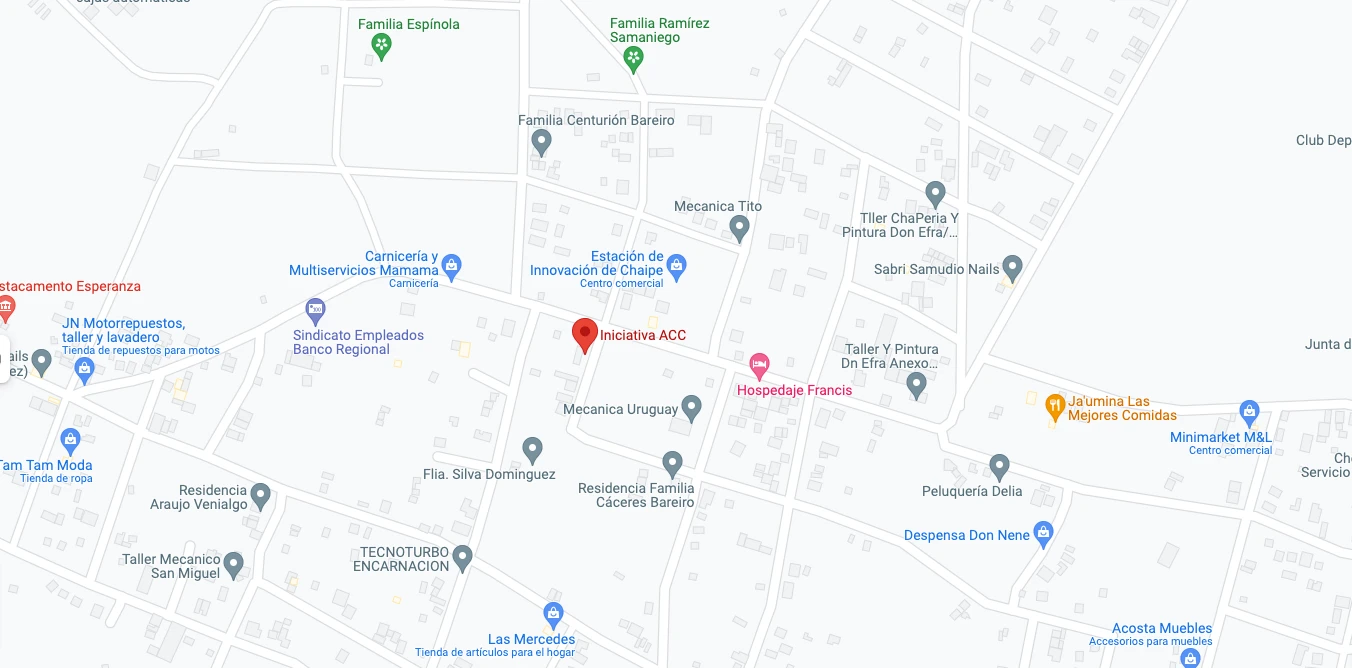 cajas automáticas
Familia Espínola
Familia Ramírez
Samaniego
Familia Centurión Bareiro
Club Dep
Mecanica Tito
Tller ChaPeria Y
Pintura Don Efra/...
Carnicería y
Multiservicios Mamama
Carnicería
Estación de
Innovación de Chaipe
Centro comercial
Sabri Samudio Nails
stacamento Esperanza
JN Motorrepuestos,
taller y lavadero
Tienda de repuestos para motos
Sindicato Empleados
Banco Regional
Iniciativa ACC
Junta d
ails
ez)
Taller Y Pintura
Dn Efra Anexo...
Hospedaje Francis
Mecanica Uruguay
Ja'umina Las
Mejores Comidas
Minimarket M&L
Centro comercial
Tam Tam Moda
Tienda de ropa
Flia. Silva Dominguez
Ch
Servicio
Residencia
Araujo Venialgo
Residencia Familia
Cáceres Bareiro
Peluquería Delia
Despensa Don Nene
Taller Mecanico
San Miguel
TECNOTURBO
ENCARNACION
Las Mercedes
Tienda de artículos para el hogar
Acosta Muebles
Accesorios para muebles